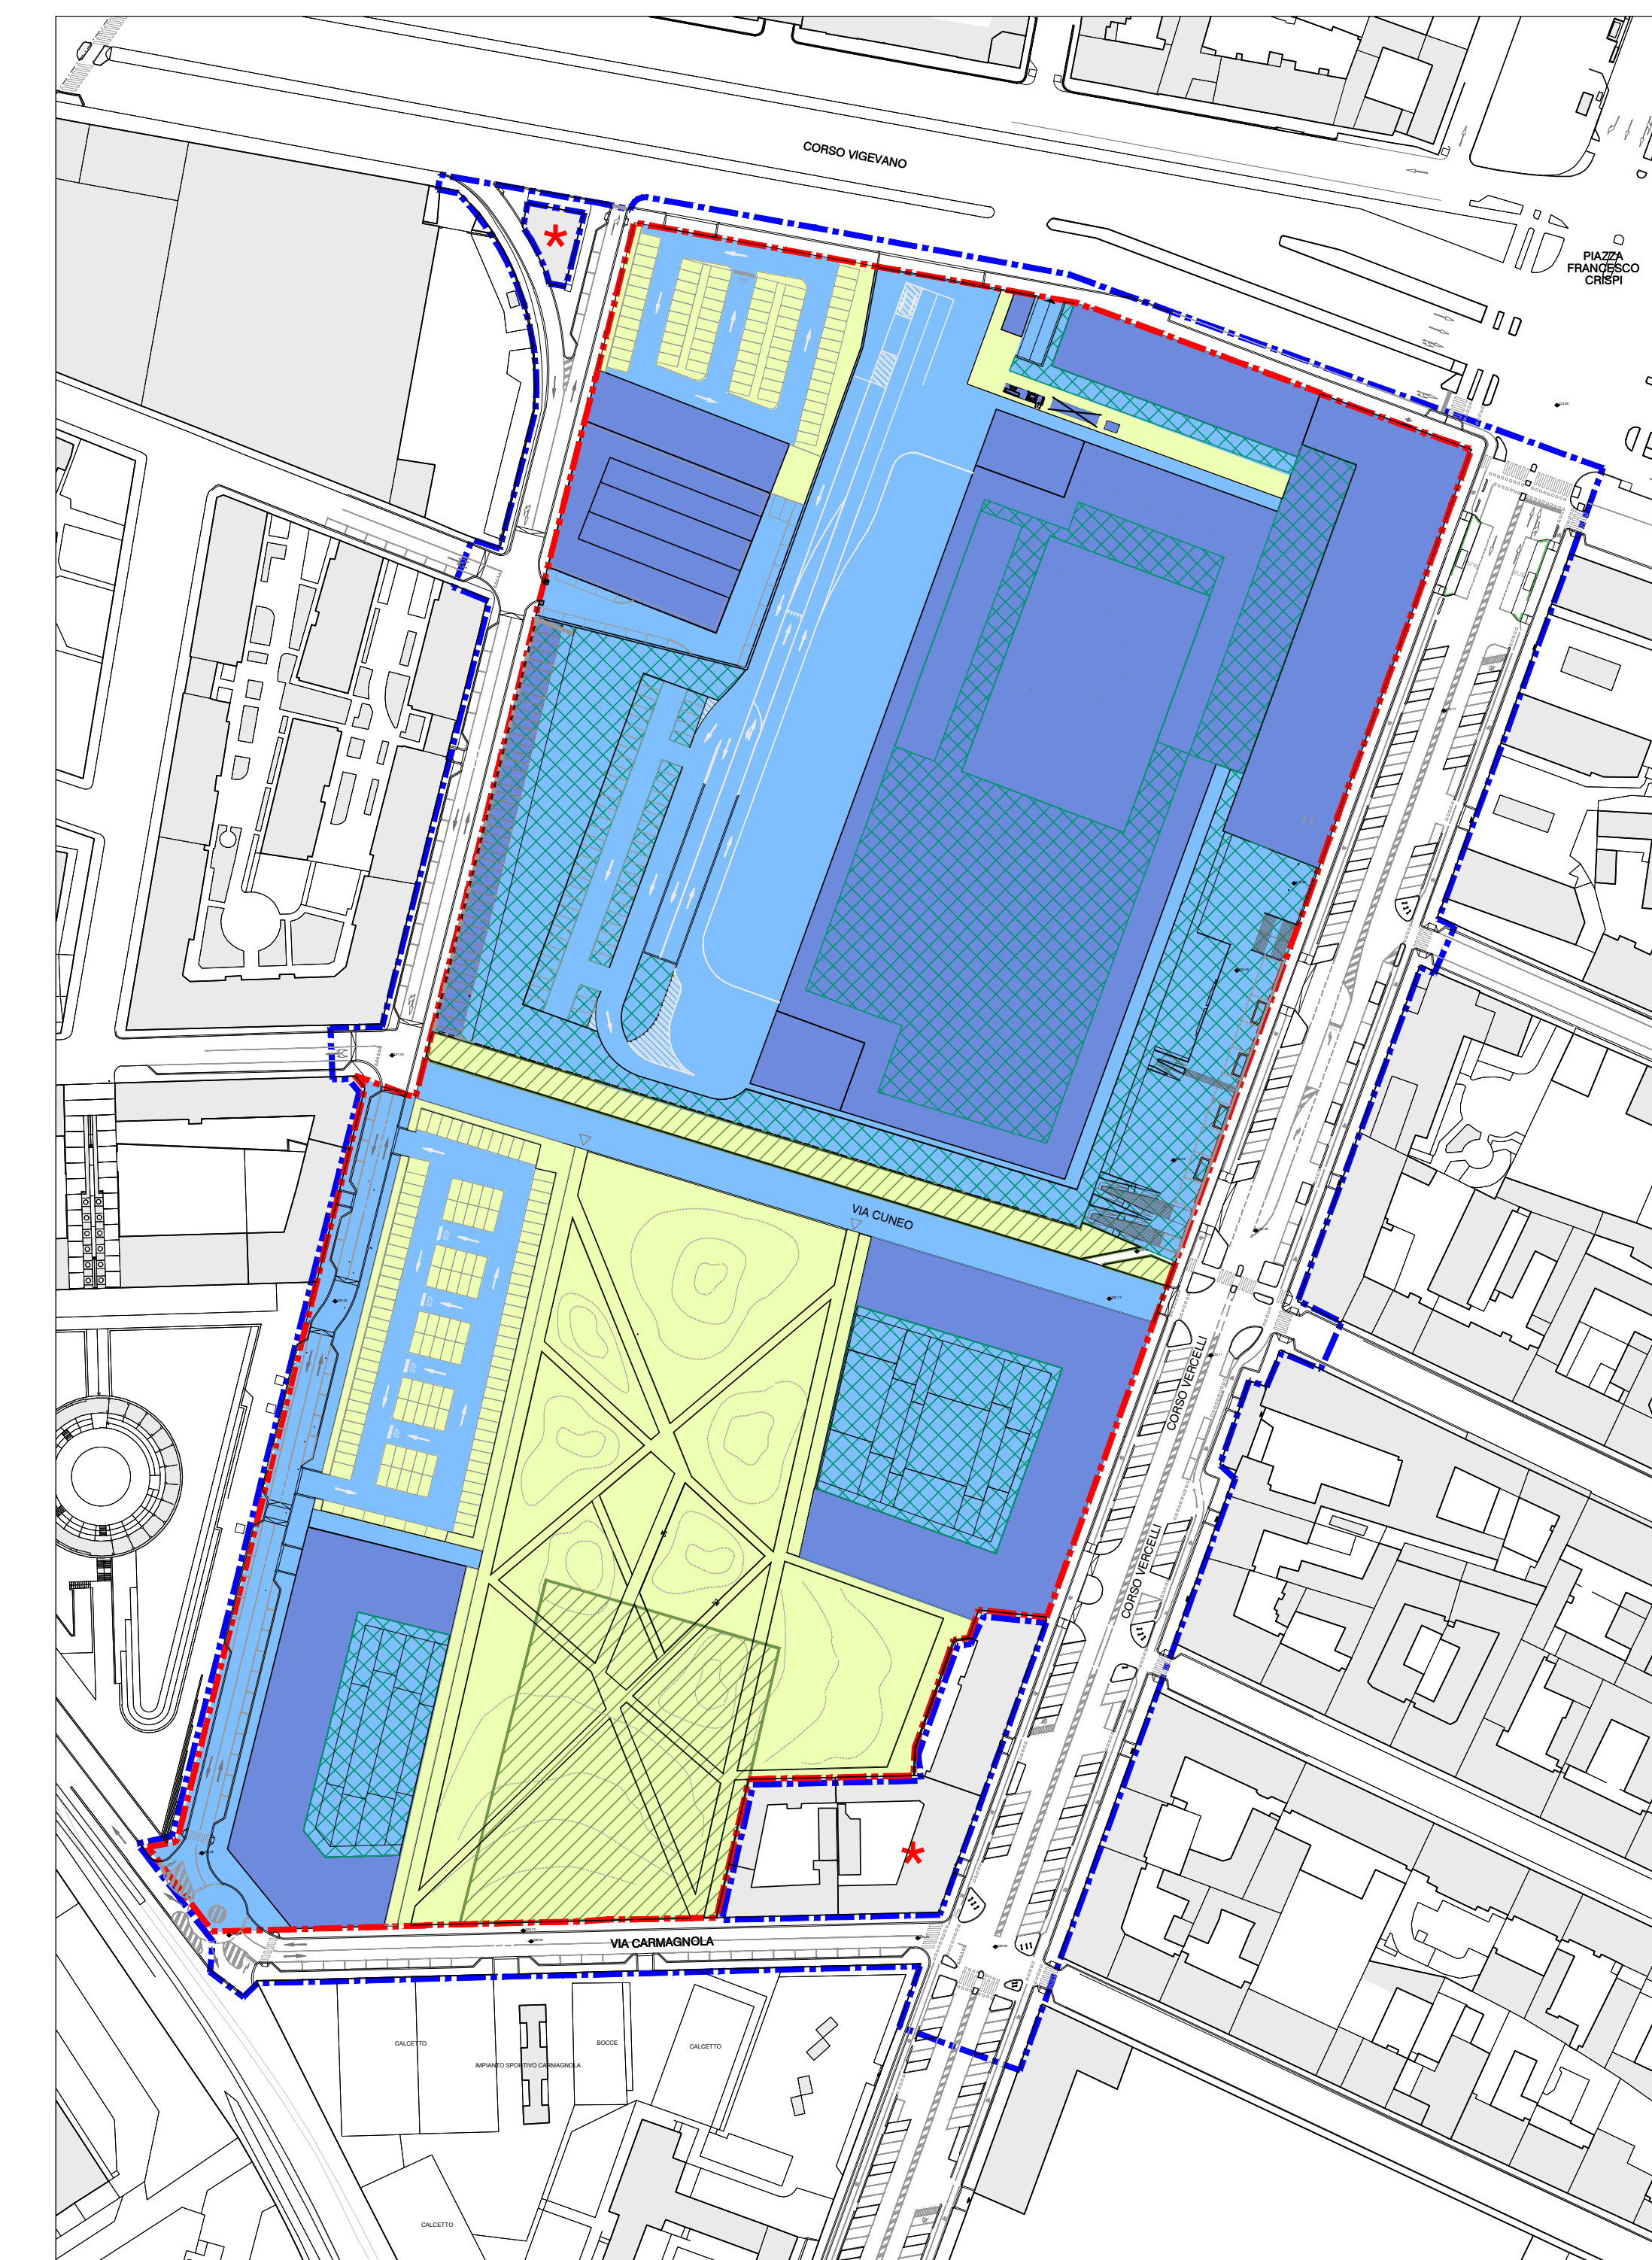 CORSO VIGEVANO
PIAZZA
FRANCESCO
CRISPI
*
VIA CUNEO
CORSO VERCELLI
CORSO VERCELLI
*
VIA CARMAGNOLA
CALCETTO
BOCCE
CALCETTO
IMPIANTO SPORTIVO CARMAGNOLA
CALCETTO